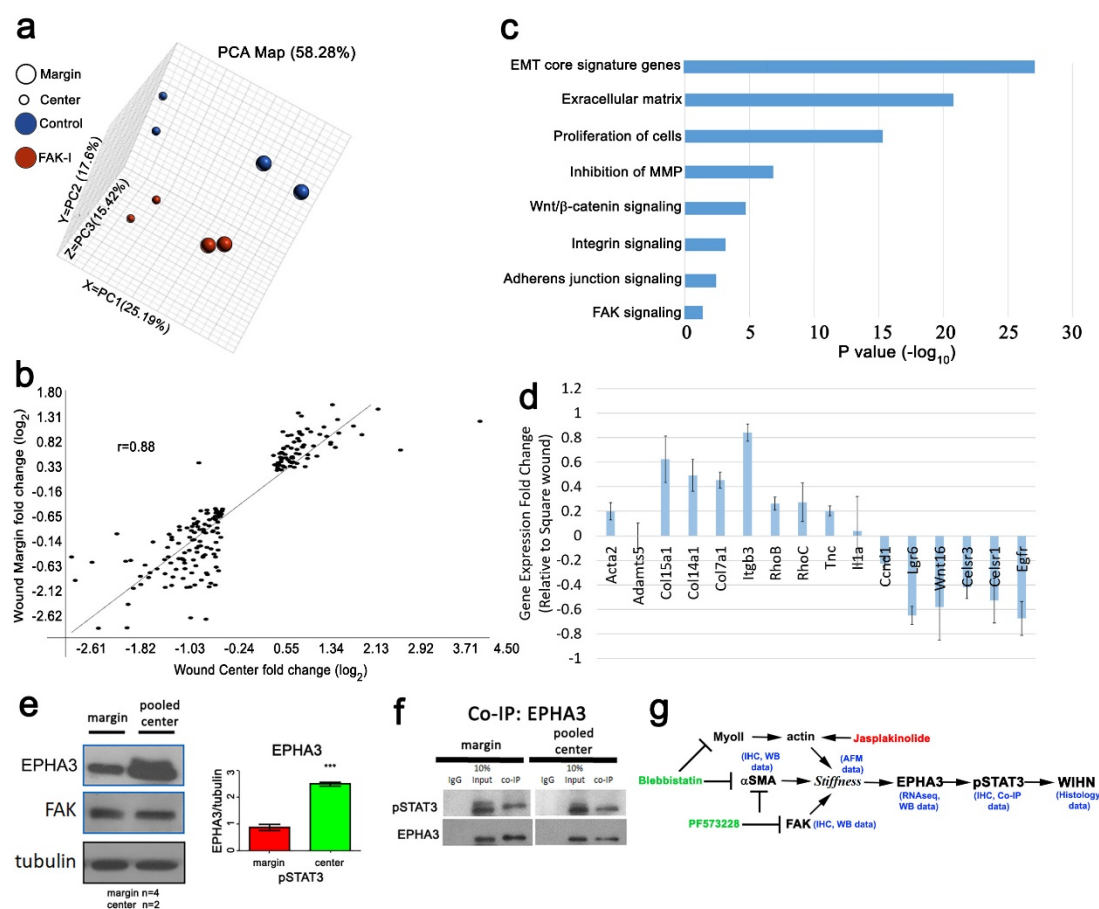 a
PCA Map (58.28%)
Margin
Center
Control
FAK-I
Y=PC2 (17.6%)
Z=PC3(15.42%)
X=PC1(25.19%)
b
Wound Margin fold change (log2)
1.80
1.31
0.82
0.33
-0.16
-0.65
-0.14
-0.63
-2.12
-2.62
r=0.88
-2.61 -1.82 -1.03 -0.24 0.55 1.34 2.13 2.92 3.71 4.50
Wound Center fold change (log2)
c
EMT core signature genes
Exracellular matrix
Proliferation of cells
Inhibition of MMP
Wnt/β-catenin signaling
Integrin signaling
Adherens junction signaling
FAK signaling
0 5 10 15 20 25 30
P value (-log10)
d
Gene Expression Fold Change
(Relative to Square wound)
1.2
1
0.8
0.6
0.4
0.2
0
-0.2
-0.4
-0.6
-0.8
-1
Acta2
Adamts5
Col15a1
Col14a1
Col7a1
Itgb3
RhoB
RhoC
Tnc
Il1a
Ccnd1
Lgr6
Wnt16
Celsr3
Celsr1
Egfr
e
margin
pooled
center
EPHA3
FAK
tubulin
margin n=4
center n=2
EPHA3
EPHA3/tubulin
3
2
1
0
***
margin center
pSTAT3
f
Co-IP: EPHA3
margin
pooled
center
IgG 10% Input co-IP IgG 10% Input co-IP
pSTAT3
EPHA3
g
MyoII actin Jasplakinolide
(IHC, WB
data)
(AFM
data)
Blebbistatin αSMA Stiffness EPHA3 pSTAT3 WIHN
(RNAseq,
WB data)
(IHC, Co-IP
data)
(Histology
data)
PF573228 FAK (IHC, WB data)